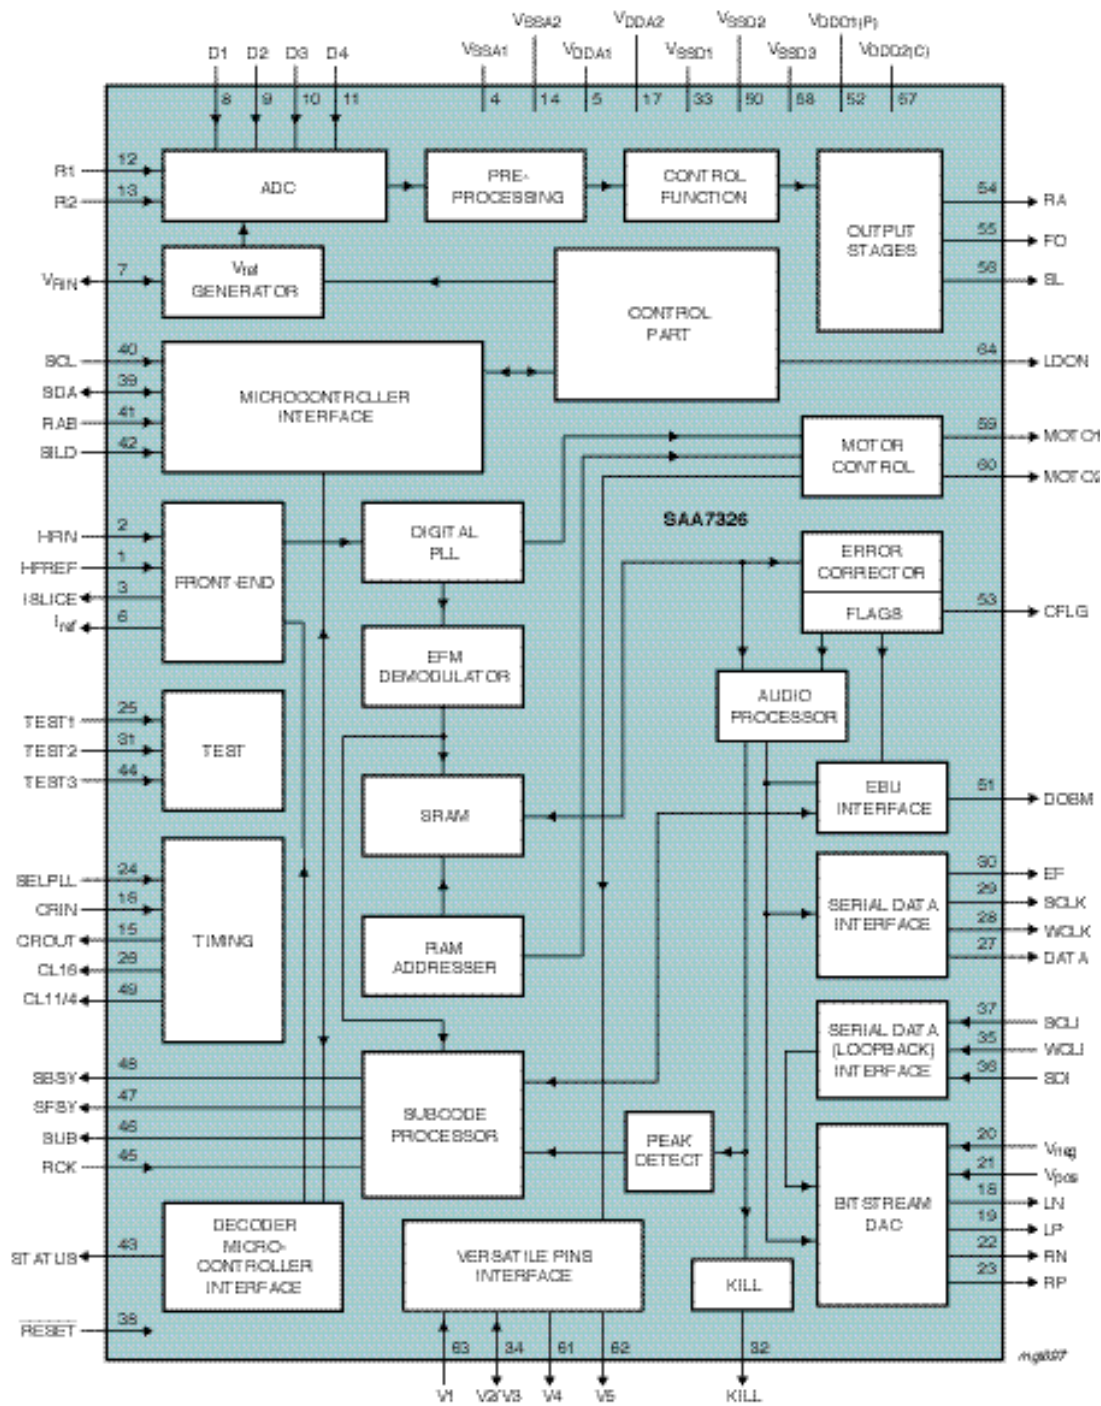 VSSA2 VDDA2 VSSD2 VDDD1(P)
D1 D2 D3 D4 VSSA1 VDDA1 VSSD1 VSSD3 VDDD2(C)
8 9 10 11 4 14 5 17 33 50 58 52 57
R1 12
R2 13
ADC
PRE-
PROCESSING
CONTROL
FUNCTION
OUTPUT
STAGES
54 RA
55 FO
56 SL
VRIN 7
Vref
GENERATOR
CONTROL
PART
64 LDON
SCL 40
SDA 39
RAB 41
SILD 42
MICROCONTROLLER
INTERFACE
MOTOR
CONTROL
59 MOTO1
60 MOTO2
SAA7326
HFIN 2
HFREF 1
ISLICE 3
Iref 6
FRONT-END
DIGITAL
PLL
ERROR
CORRECTOR
FLAGS
53 CFLG
EFM
DEMODULATOR
AUDIO
PROCESSOR
TEST1 25
TEST2 31
TEST3 44
TEST
SRAM
EBU
INTERFACE
51 DOBM
SELPLL 24
CRIN 16
CROUT 15
CL16 26
CL11/4 49
TIMING
RAM
ADDRESSER
SERIAL DATA
INTERFACE
30 EF
29 SCLK
28 WCLK
27 DATA
SERIAL DATA
(LOOPBACK)
INTERFACE
37 SCLI
35 WCLI
36 SDI
SBSY 48
SFSY 47
SUB 46
RCK 45
SUBCODE
PROCESSOR
PEAK
DETECT
BITSTREAM
DAC
20 Vneg
21 Vpos
18 LN
19 LP
22 RN
23 RP
STATUS 43
DECODER
MICRO-
CONTROLLER
INTERFACE
VERSATILE PINS
INTERFACE
KILL
RESET 38
63 34 61 62 32
V1 V2/V3 V4 V5 KILL